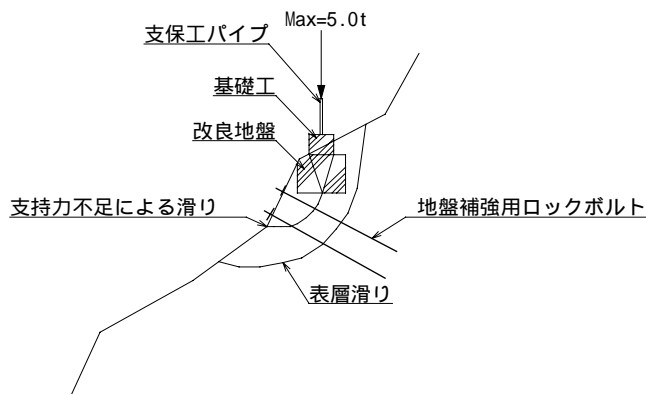 Max=5.0t
支保工パイプ
基礎工
改良地盤
支持力不足による滑り
地盤補強用ロックボルト
表層滑り